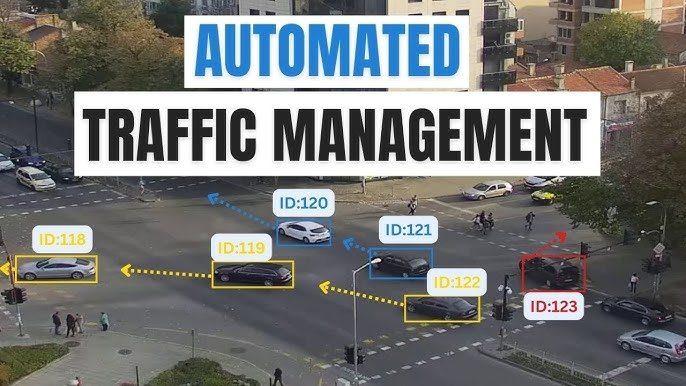 AUTOMATED
TRAFFIC MANAGEMENT
ID:120
ID:118
ID:119
ID:121
ID:122
ID:123